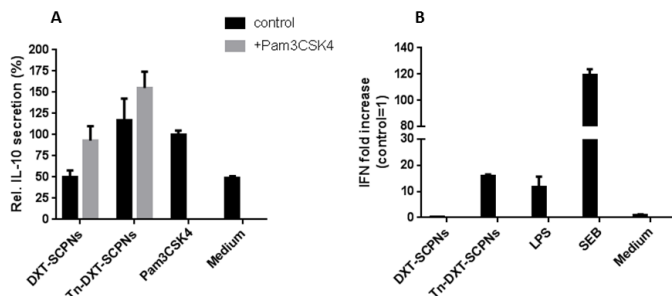 A
control
+Pam3CSK4
Rel. IL-10 secretion (%)
200
175
150
125
100
75
50
25
0
DXT-SCPNs
Tn-DXT-SCPNs
Pam3CSK4
Medium
B
IFN fold increase
(control=1)
140
120
100
80
30
20
10
0
DXT-SCPNs
Tn-DXT-SCPNs
LPS
SEB
Medium